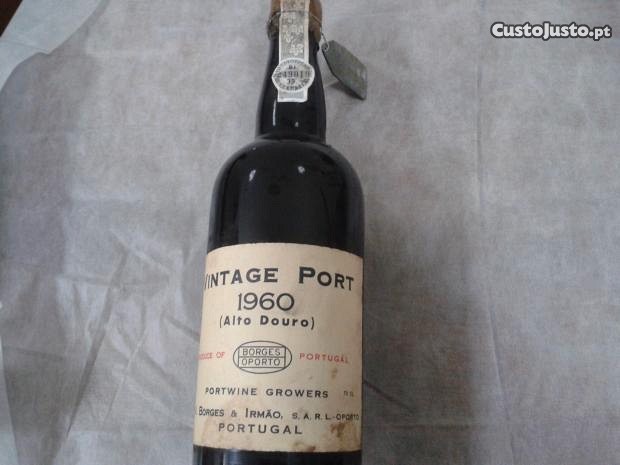 CustoJusto.pt
VINTAGE PORT
1960
(Alto Douro)
PRODUCE OF BORGES OPORTO PORTUGAL
PORTWINE GROWERS
BORGES & IRMÃO, S.A.R.L.-OPORTO
PORTUGAL